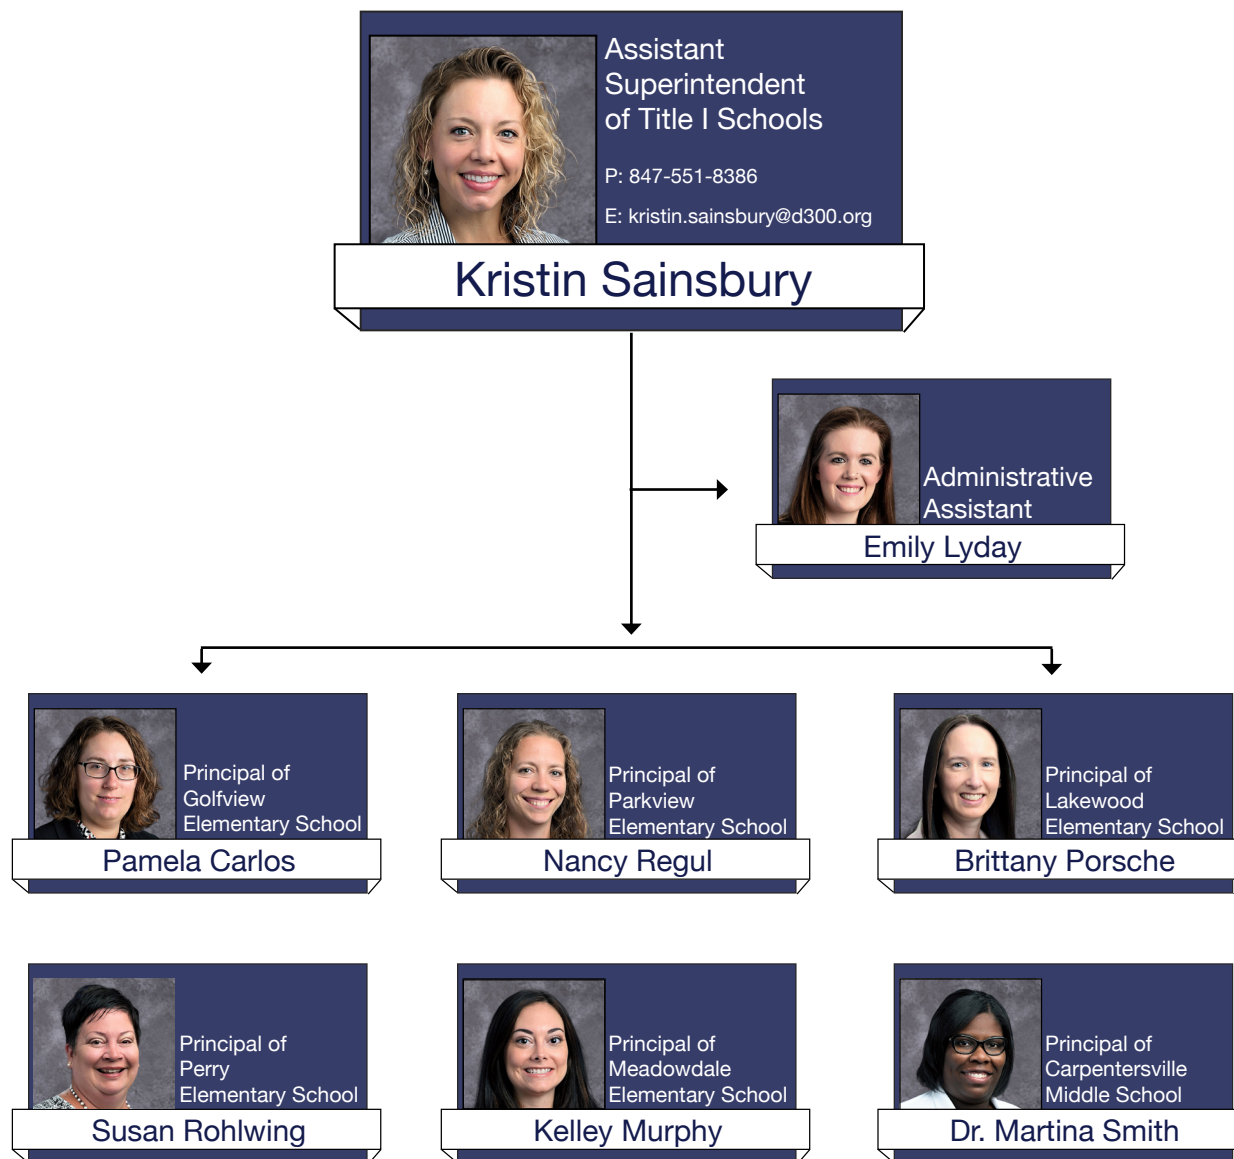 Assistant
Superintendent
of Title I Schools
P: 847-551-8386
E: kristin.sainsbury@d300.org
Kristin Sainsbury
Administrative
Assistant
Emily Lyday
Principal of
Golfview
Elementary School
Pamela Carlos
Principal of
Parkview
Elementary School
Nancy Regul
Principal of
Lakewood
Elementary School
Brittany Porsche
Principal of
Perry
Elementary School
Susan Rohlwing
Principal of
Meadowdale
Elementary School
Kelley Murphy
Principal of
Carpentersville
Middle School
Dr. Martina Smith